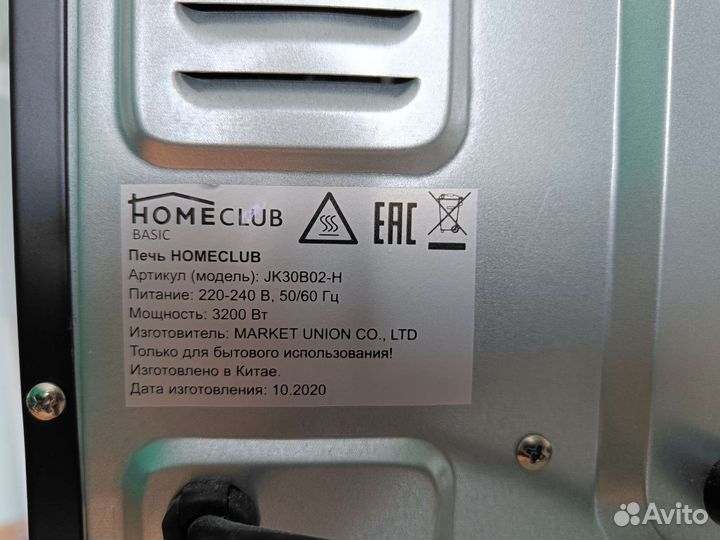 HOMECLUB
BASIC
EAC
Печь HOMECLUB
Артикул (модель): JK30B02-H
Питание: 220-240 В, 50/60 Гц
Мощность: 3200 Вт
Изготовитель: MARKET UNION CO., LTD
Только для бытового использования!
Изготовлено в Китае.
Дата изготовления: 10.2020
Avito